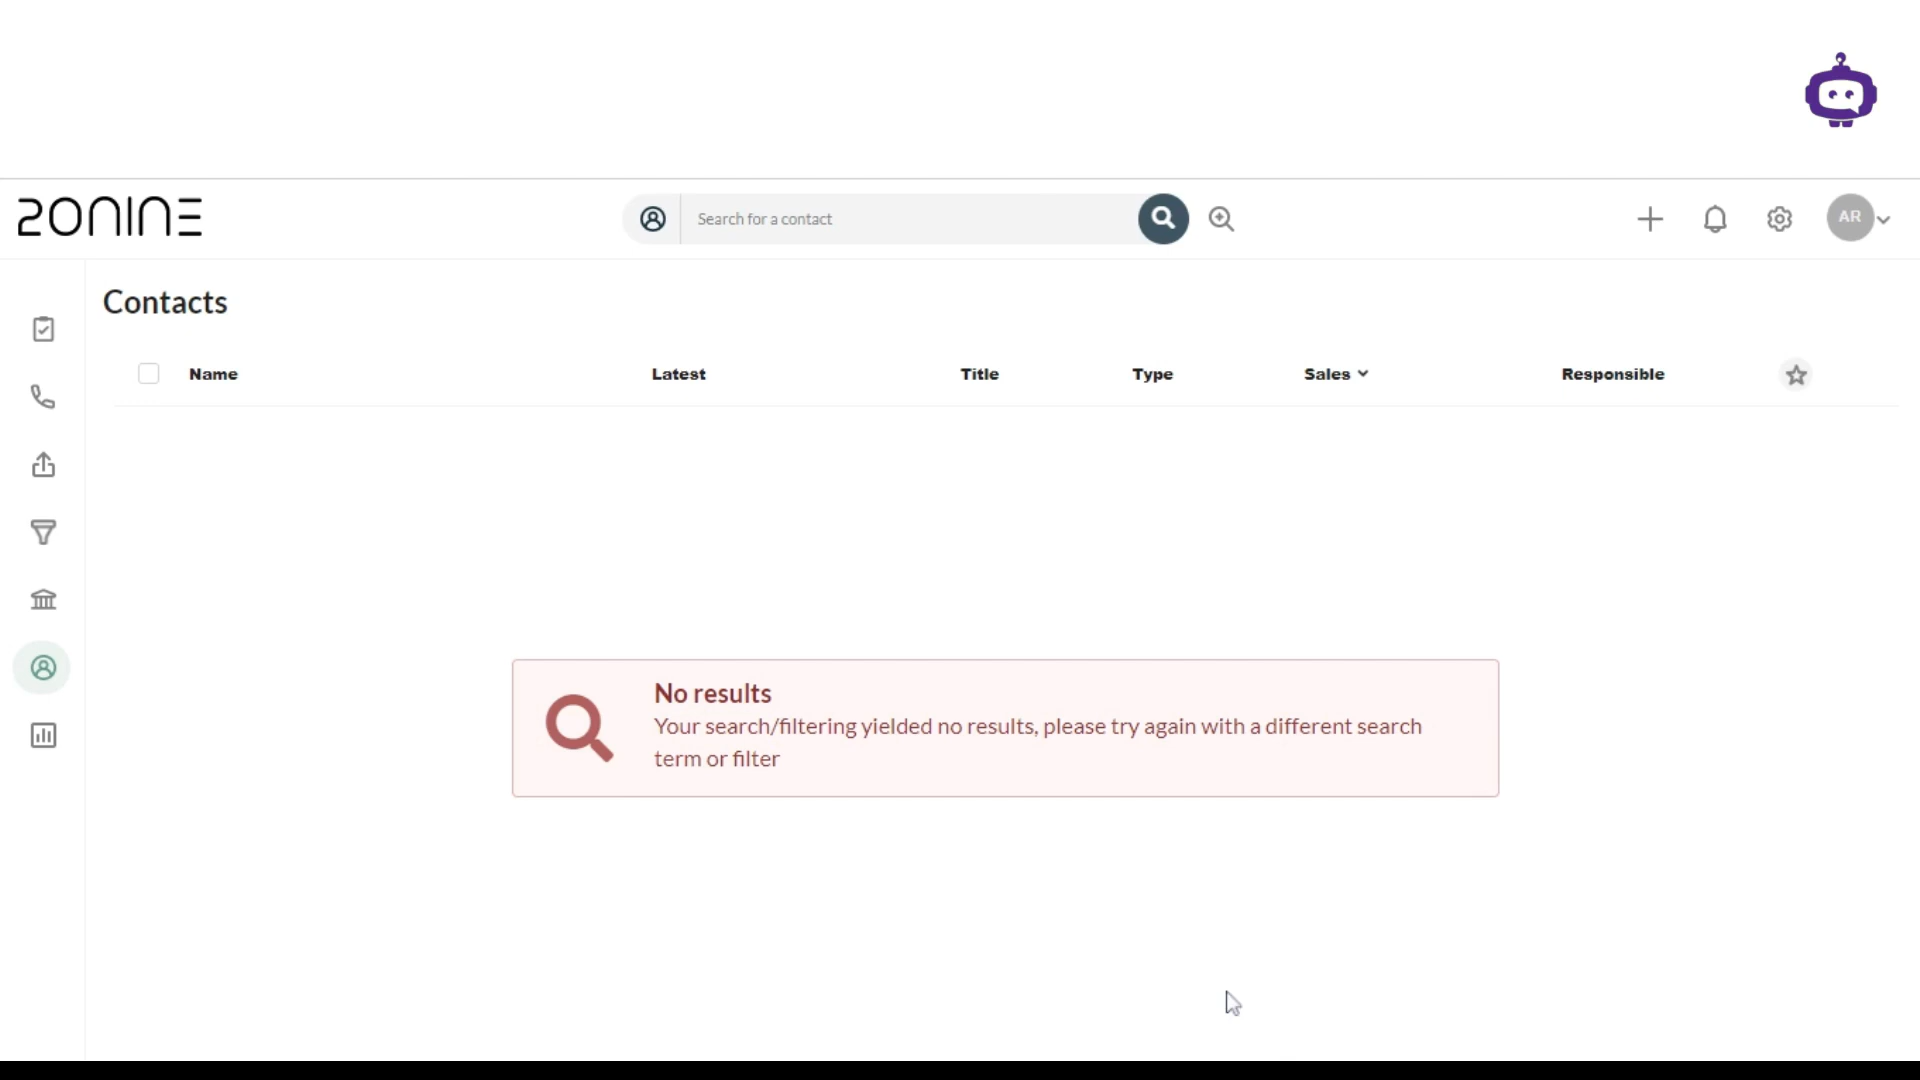 20NINE
Search for a contact
AR
Contacts
Name Latest Title Type Sales Responsible
No results
Your search/filtering yielded no results, please try again with a different search
term or filter